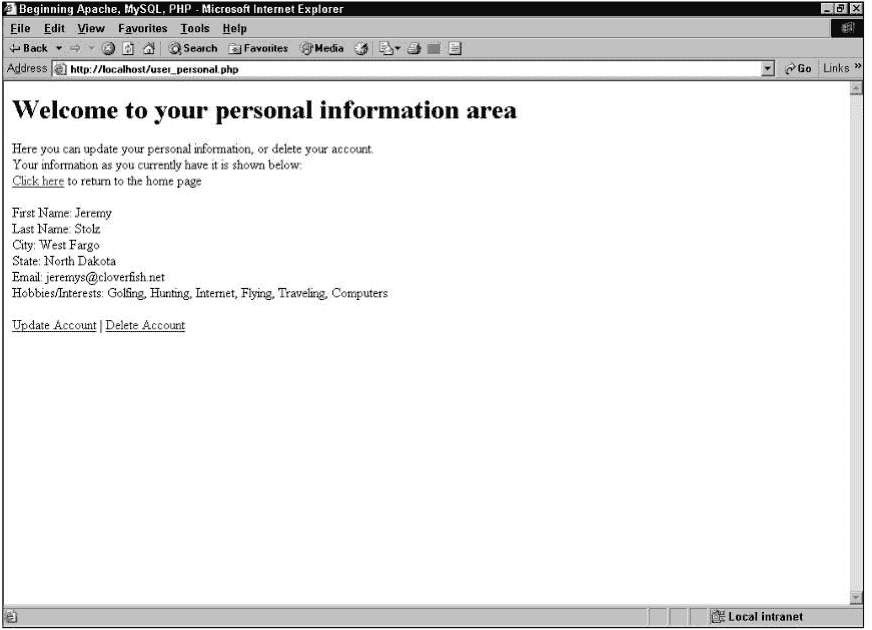 Beginning Apache, MySQL, PHP - Microsoft Internet Explorer
File Edit View Favorites Tools Help
Back Search Favorites Media
Address http://localhost/user_personal.php Go Links »
Welcome to your personal information area
Here you can update your personal information, or delete your account.
Your information as you currently have it is shown below:
Click here to return to the home page
First Name: Jeremy
Last Name: Stolz
City: West Fargo
State: North Dakota
Email: jeremys@cloverfish.net
Hobbies/Interests: Golfing, Hunting, Internet, Flying, Traveling, Computers
Update Account | Delete Account
Local intranet